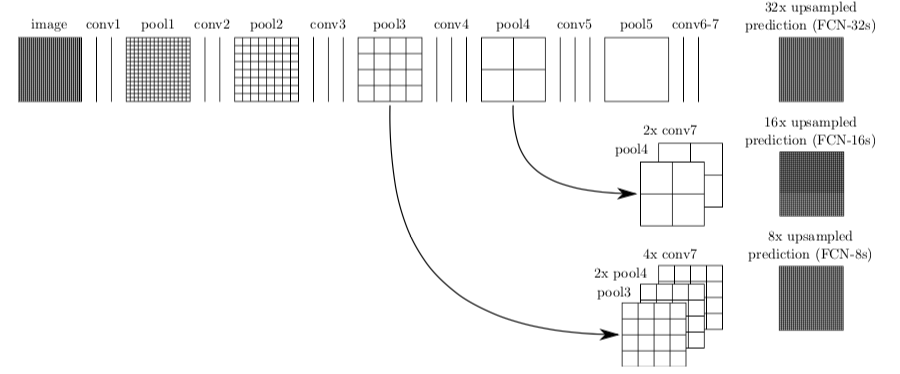 image conv1 pool1 conv2 pool2 conv3 pool3 conv4 pool4 conv5 pool5 conv6-7
32x upsampled
prediction (FCN-32s)
2x conv7
pool4
16x upsampled
prediction (FCN-16s)
4x conv7
2x pool4
pool3
8x upsampled
prediction (FCN-8s)